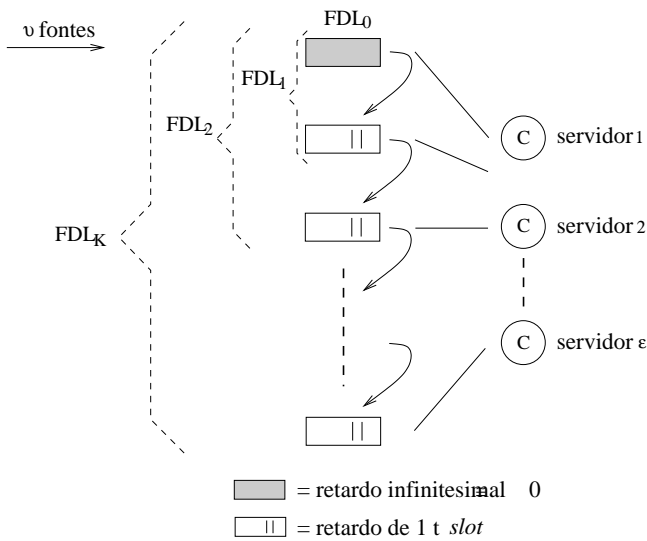 υ fontes
FDL0
FDL1
FDL2
FDLK
C servidor 1
C servidor 2
C servidor ε
= retardo infinitesimal = 0
= retardo de 1 t slot